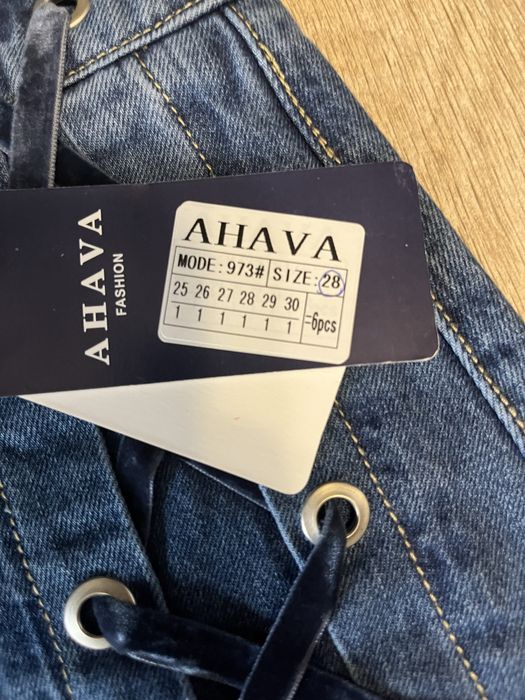 AHAVA
FASHION
AHAVA
MODE:973# SIZE:28
25 26 27 28 29 30
1 1 1 1 1 1
=6pcs